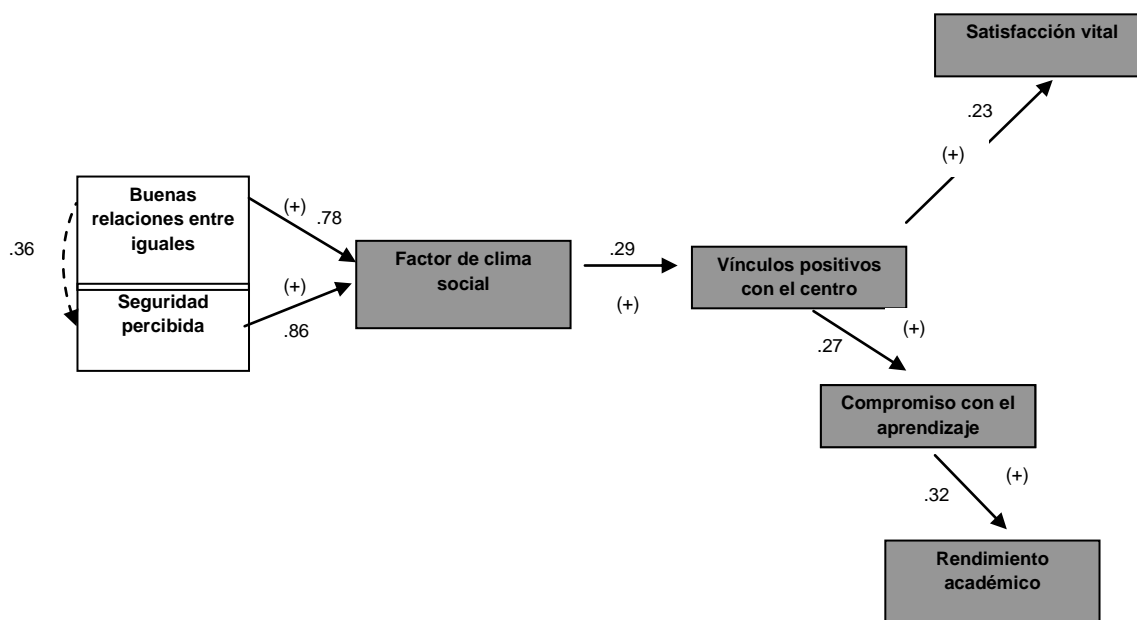 Satisfacción vital
.23
(+)
Buenas
relaciones entre
iguales
.36
(+)
.78
Seguridad
percibida
(+)
.86
Factor de clima
social
.29
(+)
Vínculos positivos
con el centro
(+)
.27
Compromiso con el
aprendizaje
(+)
.32
Rendimiento
académico